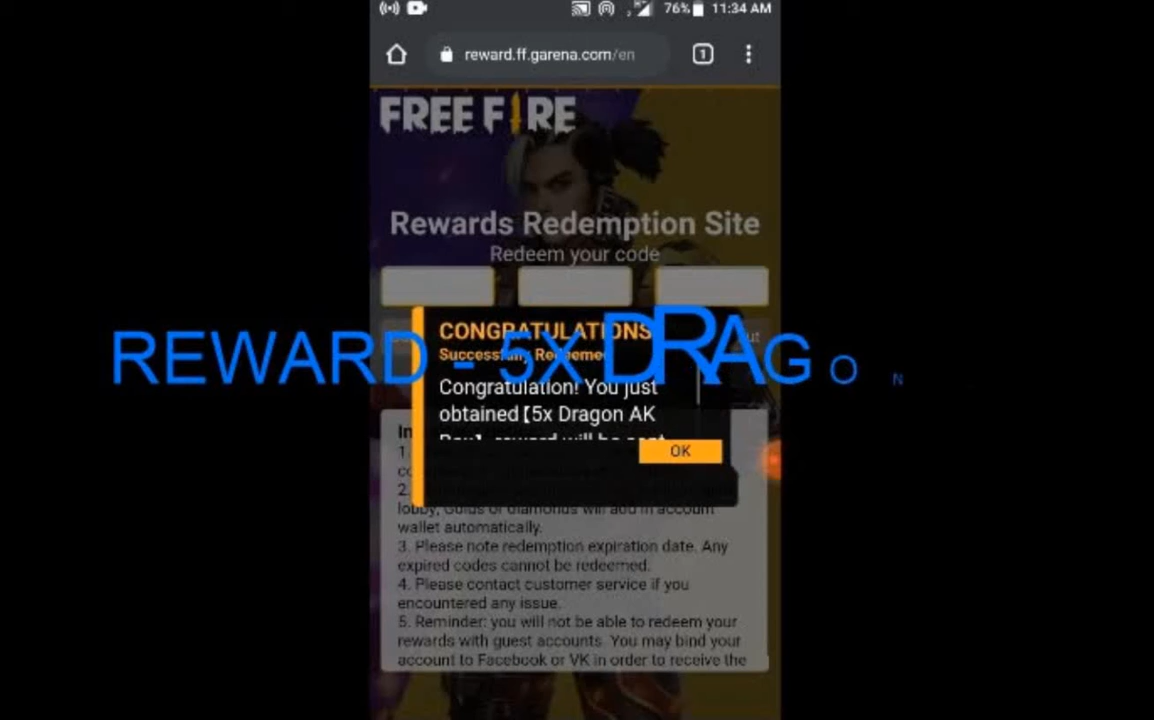 76% 11:34 AM
reward.ff.garena.com/en
1
FREE FIRE
Rewards Redemption Site
Redeem your code
CONGRATULATIONS
Successfully Redeemed
REWARD - 5X DRAGON
Congratulation! You just
obtained【5x Dragon AK
OK
lobby, Golds or diamonds will add in account
wallet automatically.
3. Please note redemption expiration date. Any
expired codes cannot be redeemed.
4. Please contact customer service if you
encountered any issue.
5. Reminder: you will not be able to redeem your
rewards with guest accounts. You may bind your
account to Facebook or VK in order to receive the